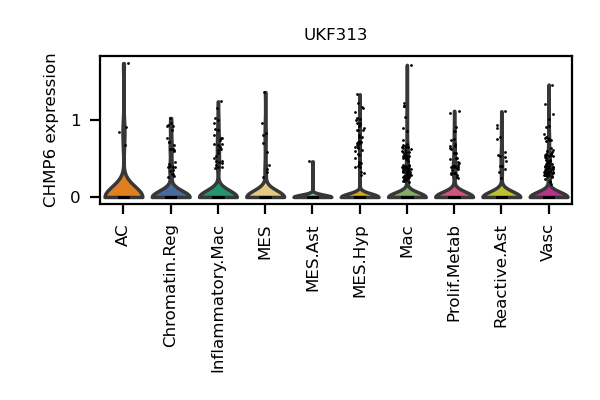 UKF313
CHMP6 expression
1
0
AC
Chromatin.Reg
Inflammatory.Mac
MES
MES.Ast
MES.Hyp
Mac
Prolif.Metab
Reactive.Ast
Vasc